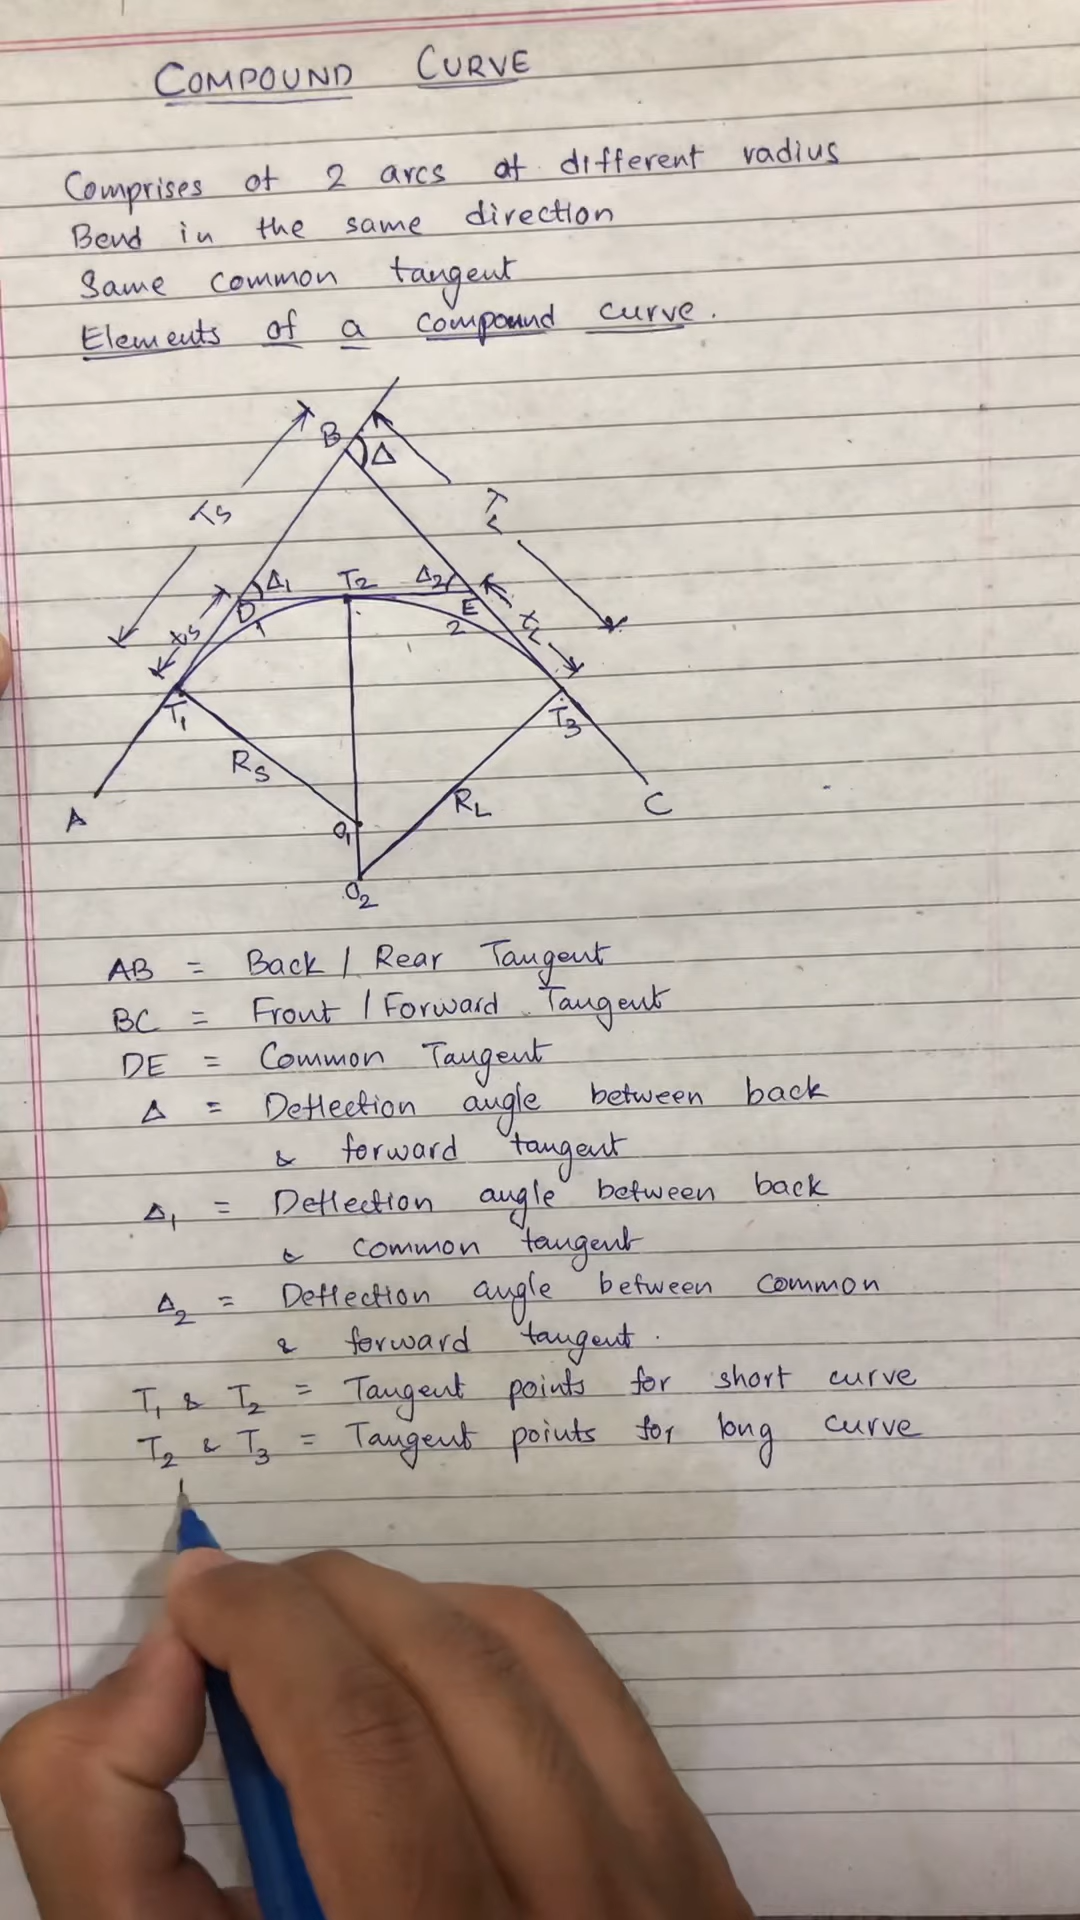 COMPOUND CURVE
Comprises of 2 arcs of different radius
Bend in the same direction
Same common tangent
Elements of a compound curve.
B Δ
Ts
TL
Δ1 T2 Δ2
D E
1 2
ts tL
T1 T3
Rs
RL
A C
O1
O2
AB = Back / Rear Tangent
BC = Front / Forward Tangent
DE = Common Tangent
Δ = Deflection angle between back
& forward tangent
Δ1 = Deflection angle between back
& common tangent
Δ2 = Deflection angle between common
& forward tangent.
T1 & T2 = Tangent points for short curve
T2 & T3 = Tangent points for long curve